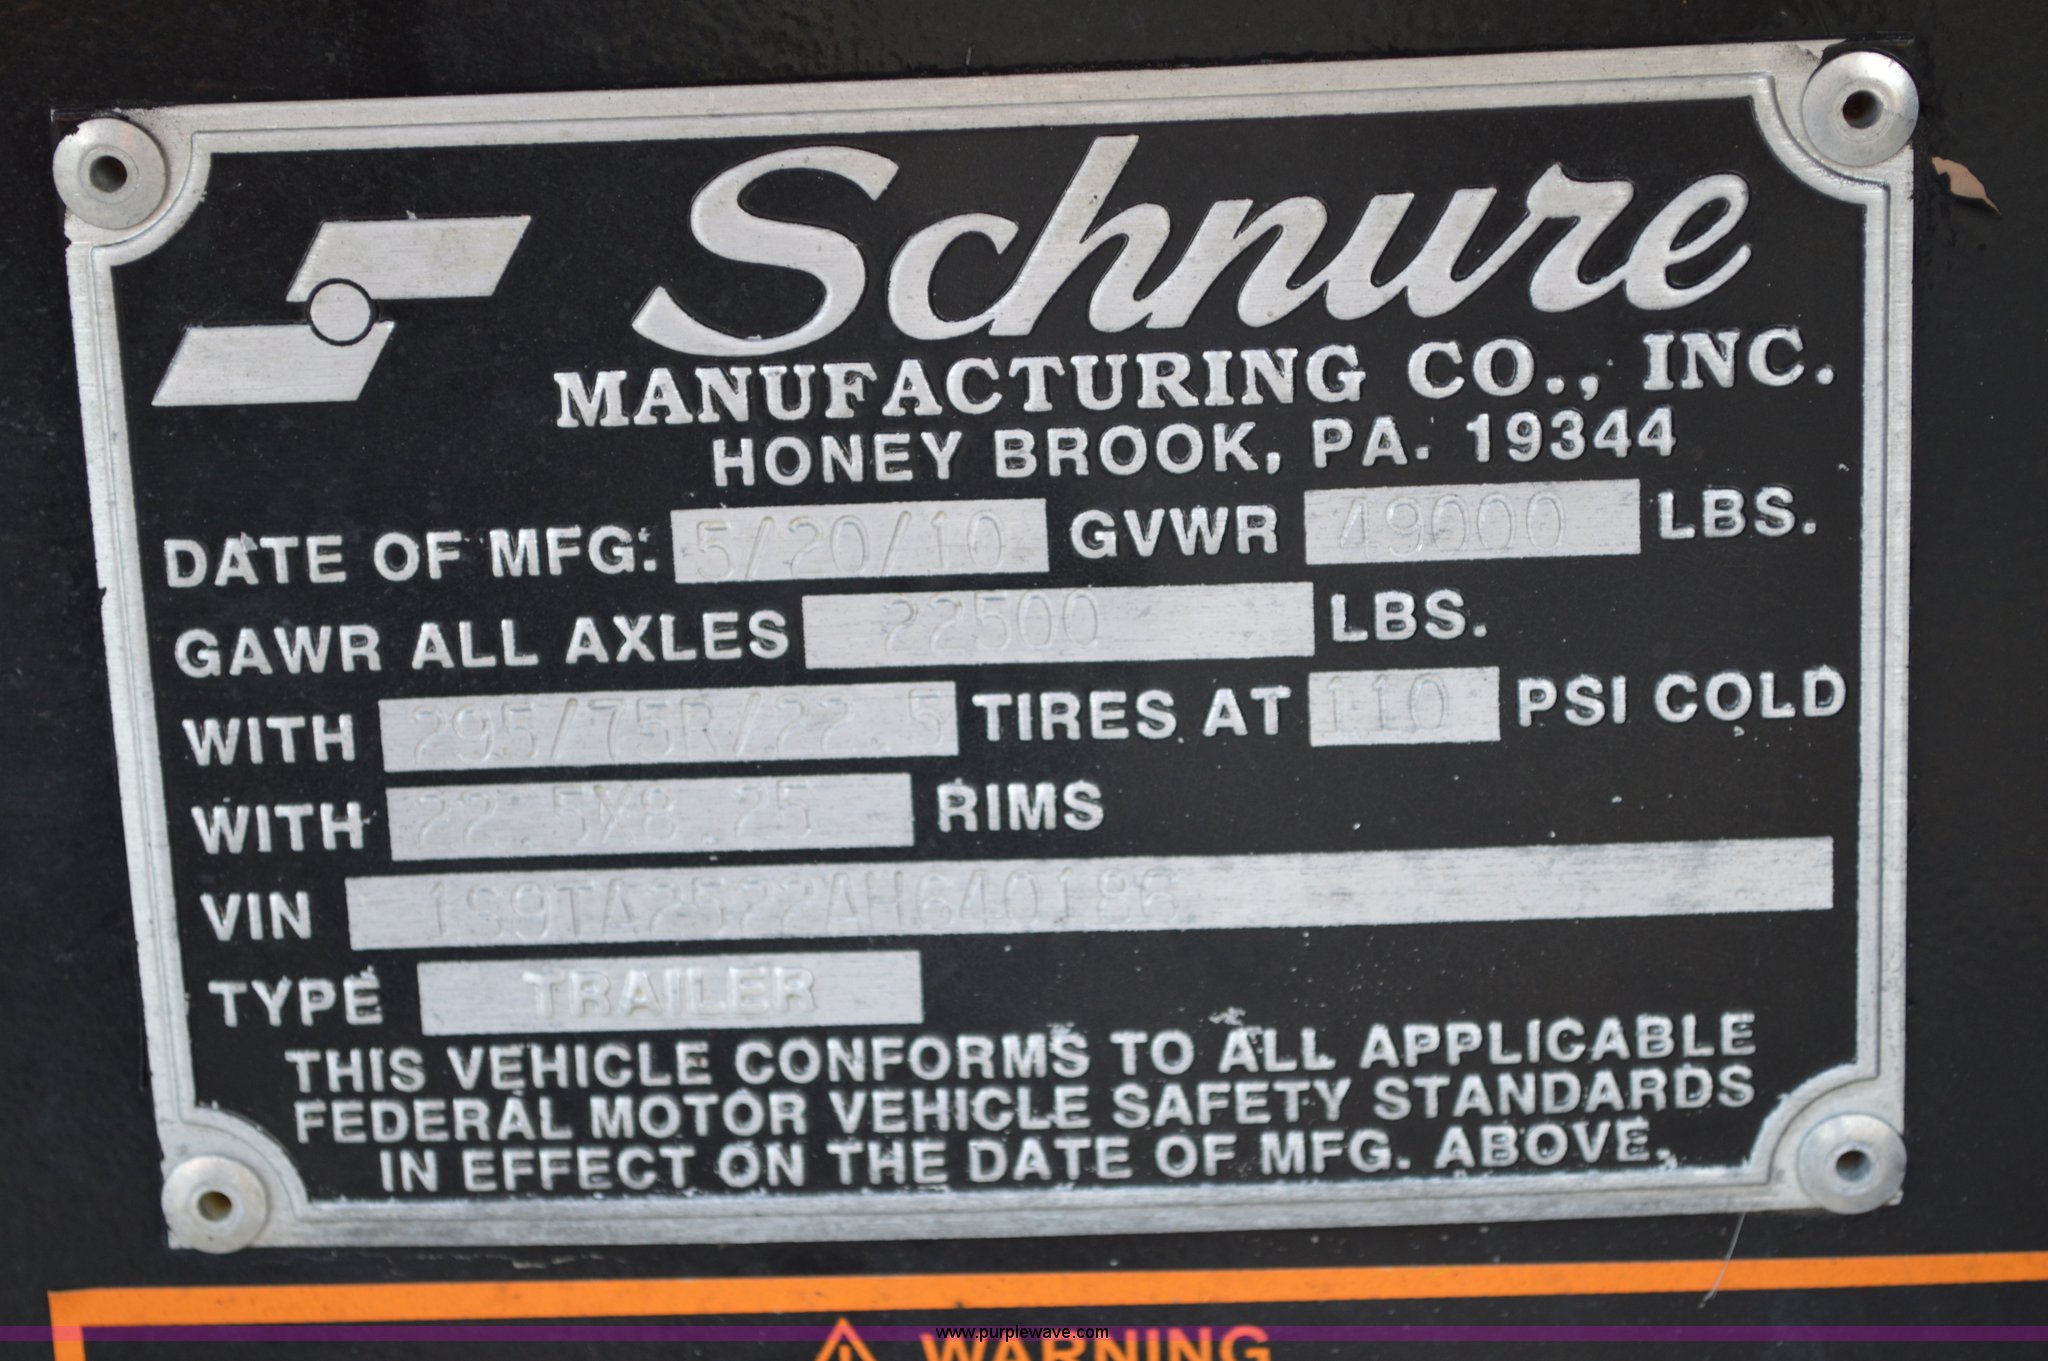 Schnure
MANUFACTURING CO., INC.
HONEY BROOK, PA. 19344
DATE OF MFG. 5/20/10 GVWR 49000 LBS.
GAWR ALL AXLES 22500 LBS.
WITH 295/75R/22.5 TIRES AT 110 PSI COLD
WITH 22.5X8.25 RIMS
VIN 1S9TA2522AH640186
TYPE TRAILER
THIS VEHICLE CONFORMS TO ALL APPLICABLE
FEDERAL MOTOR VEHICLE SAFETY STANDARDS
IN EFFECT ON THE DATE OF MFG. ABOVE.
www.purplewave.com
WARNING